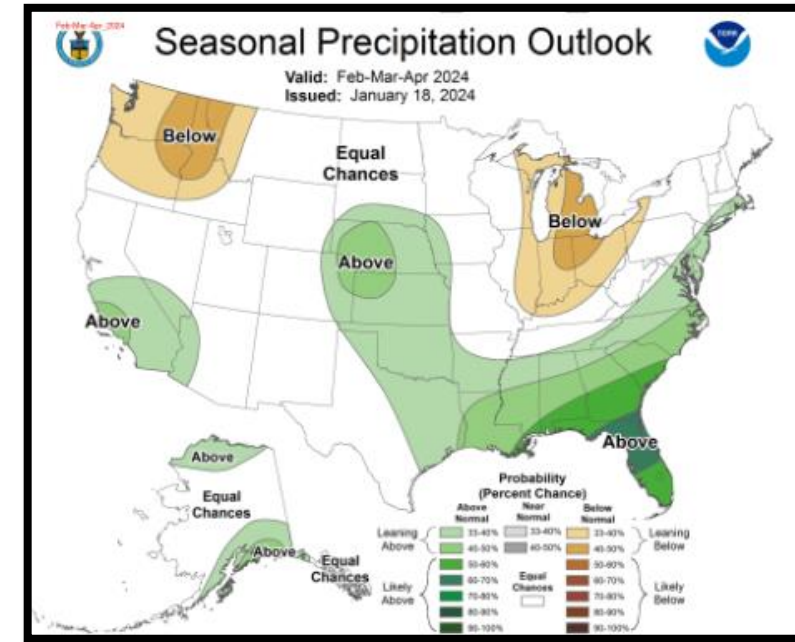 Feb-Mar-Apr 2024
Seasonal Precipitation Outlook
NOAA
Valid: Feb-Mar-Apr 2024
Issued: January 18, 2024
Below
Equal
Chances
Below
Above
Above
Above
Above
Equal
Chances
Above
Equal
Chances
Probability
(Percent Chance)
Above
Normal
Near
Normal
Below
Normal
Leaning
Above
33-40%
40-50%
33-40%
40-50%
33-40%
40-50%
Leaning
Below
Likely
Above
50-60%
60-70%
70-80%
80-90%
90-100%
Equal
Chances
50-60%
60-70%
70-80%
80-90%
90-100%
Likely
Below